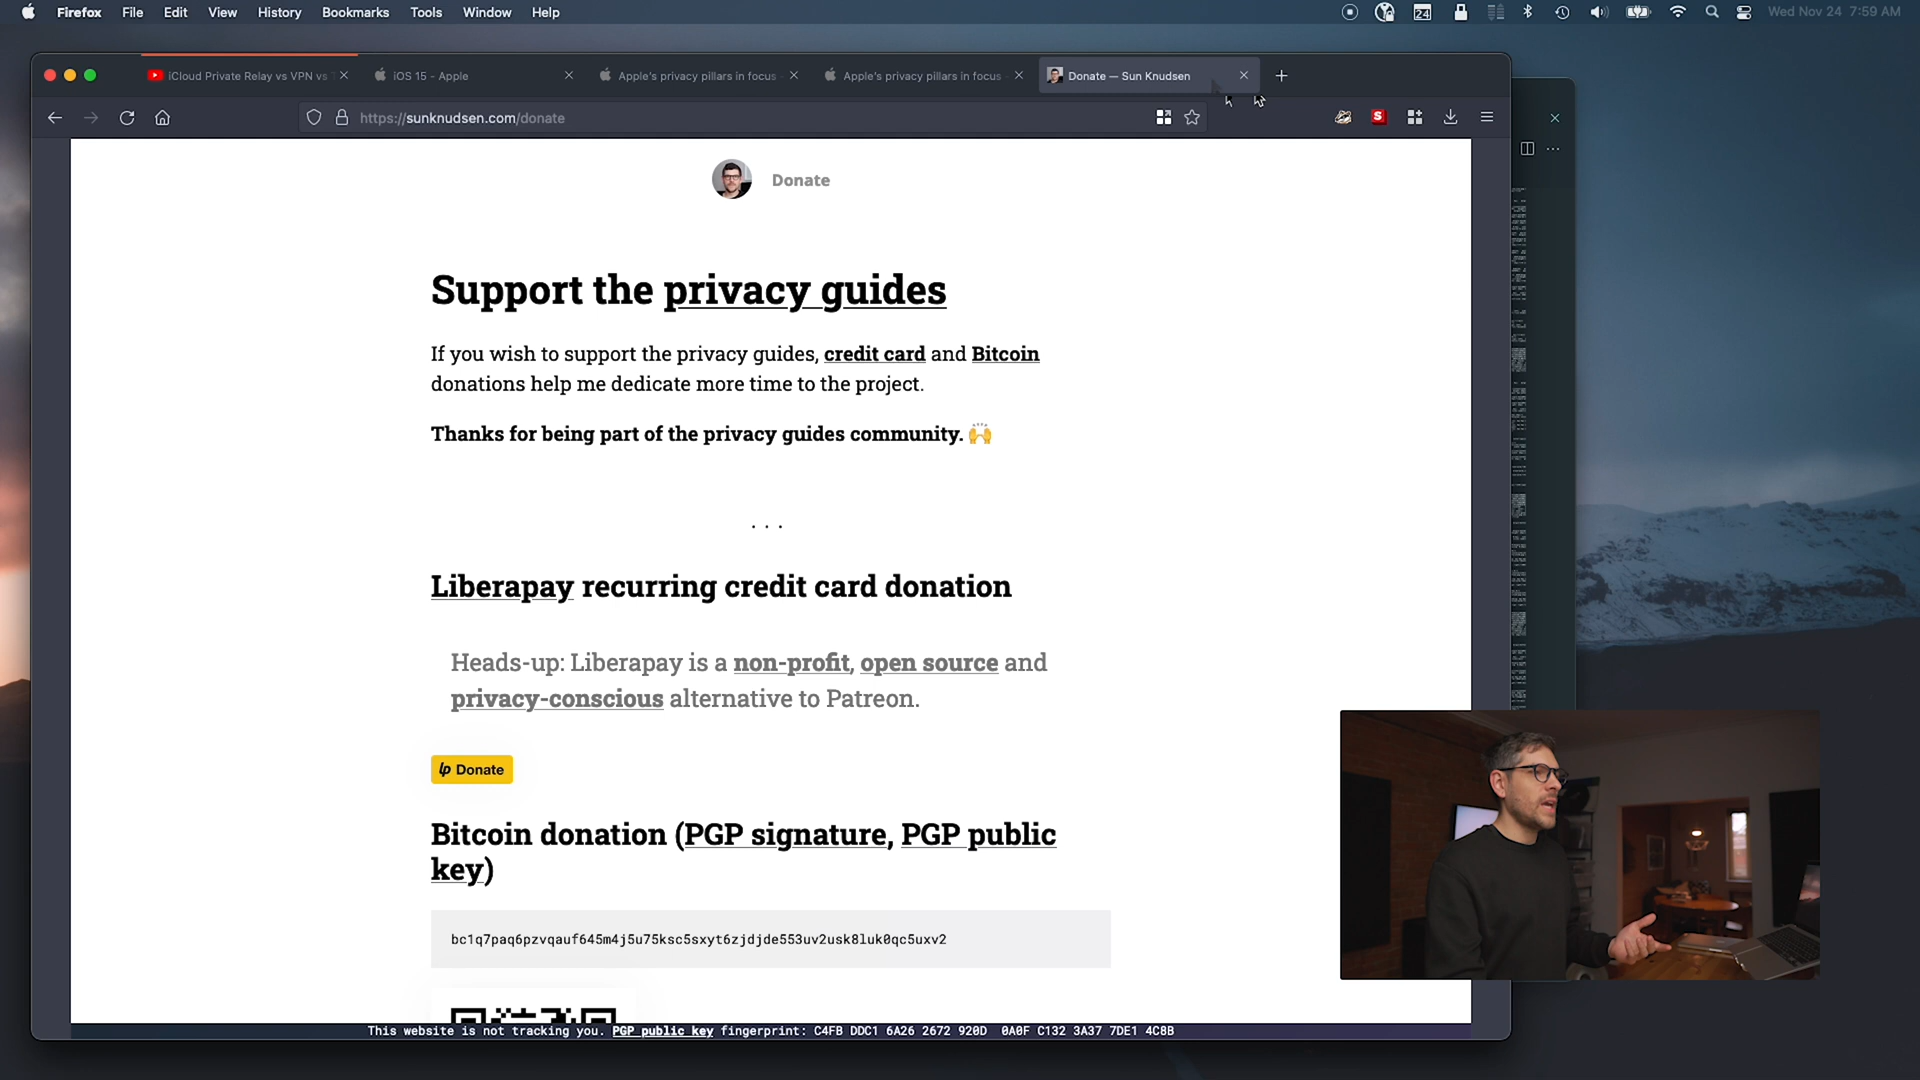 Firefox File Edit View History Bookmarks Tools Window Help 24 Wed Nov 24 7:59 AM
iCloud Private Relay vs VPN vs iOS 15 - Apple Apple's privacy pillars in focus Apple's privacy pillars in focus Donate — Sun Knudsen
https://sunknudsen.com/donate S
Donate
Support the privacy guides
If you wish to support the privacy guides, credit card and Bitcoin
donations help me dedicate more time to the project.
Thanks for being part of the privacy guides community. 🙌
. . .
Liberapay recurring credit card donation
Heads-up: Liberapay is a non-profit, open source and
privacy-conscious alternative to Patreon.
lp Donate
Bitcoin donation (PGP signature, PGP public
key)
bc1q7paq6pzvqauf645m4j5u75ksc5sxyt6zjdjde553uv2usk8luk0qc5uxv2
This website is not tracking you. PGP public key fingerprint: C4FB DDC1 6A26 2672 920D 0A0F C132 3A37 7DE1 4C8B